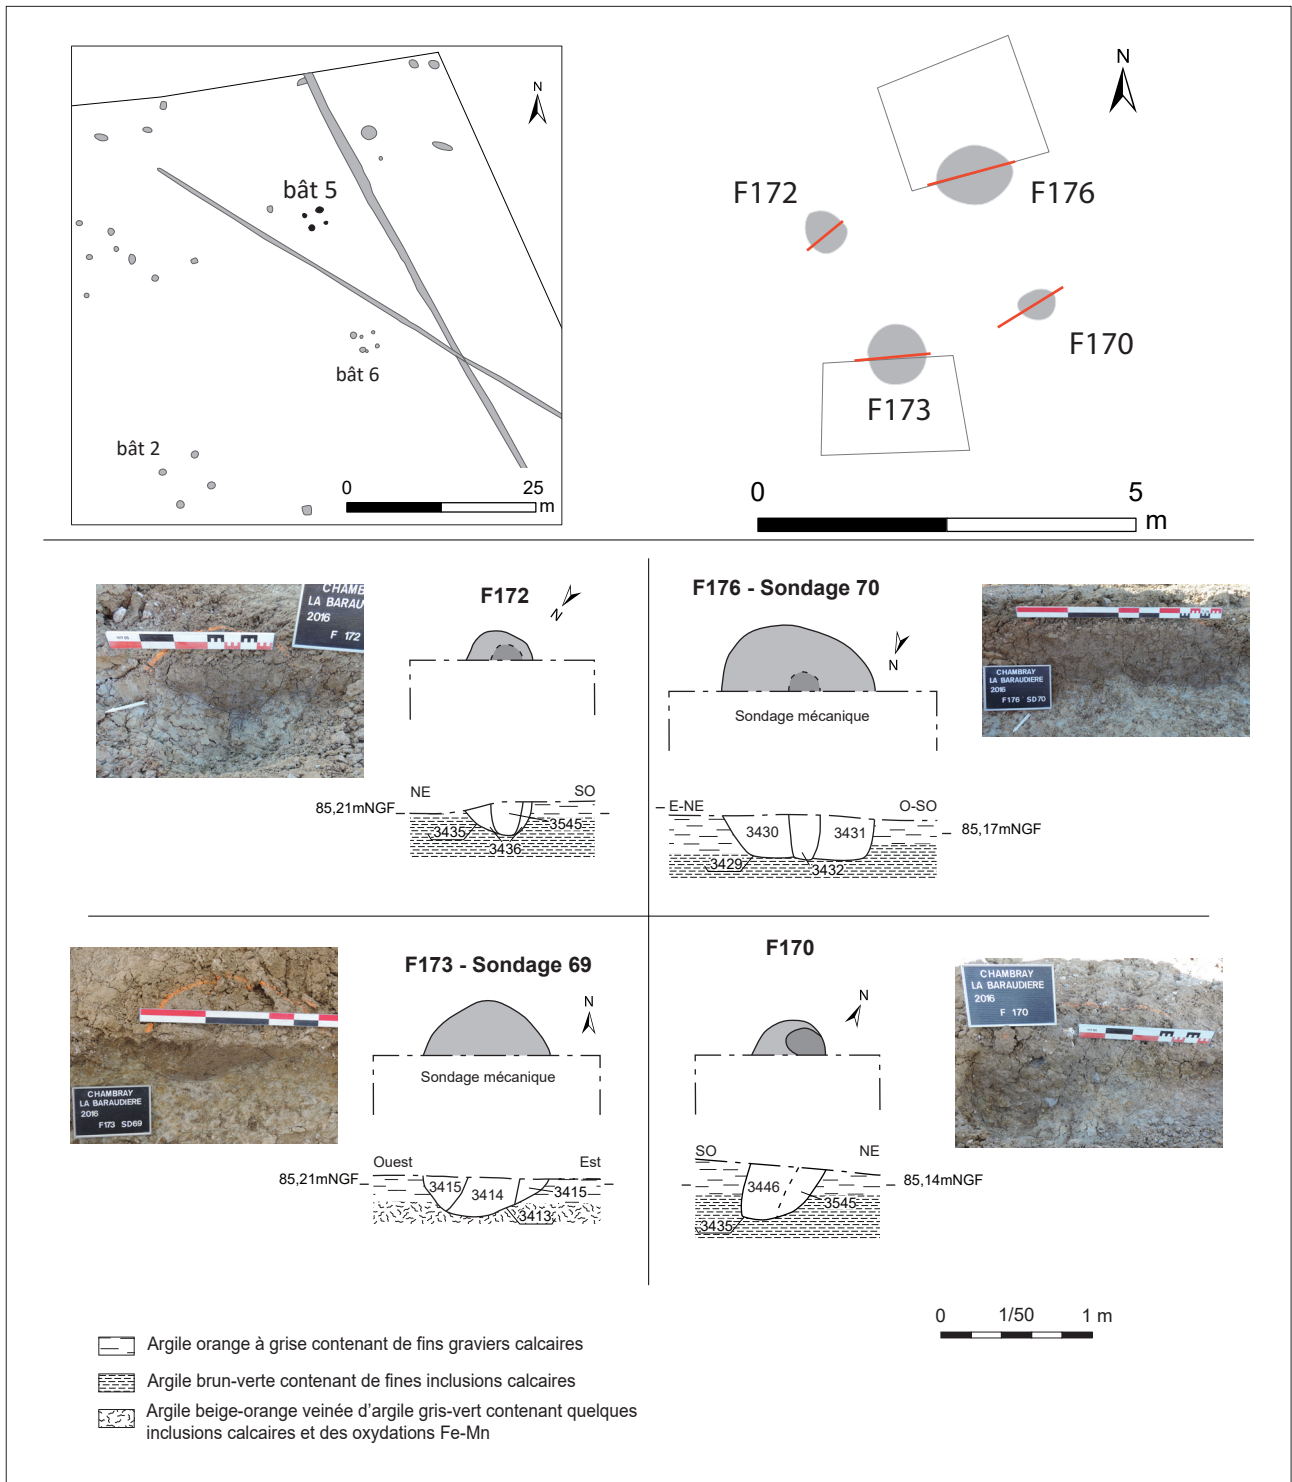 N
bât 5
bât 6
bât 2
0 25
m
N
F172
F176
F170
F173
0 5
m
CHAMB
LA BARAU
2016
F 172
F172
N
NE SO
85,21mNGF
3435
3545
3436
F176 - Sondage 70
N
Sondage mécanique
E-NE O-SO
3430 3431
85,17mNGF
3429
3432
CHAMBRAY
LA BARAUDIERE
2016
F176 SD70
CHAMBRAY
LA BARAUDIERE
2016
F173 SD69
F173 - Sondage 69
N
Sondage mécanique
Ouest Est
85,21mNGF
3415 3414 3415
3413
F170
N
SO NE
85,14mNGF
3446
3545
3435
CHAMBRAY
LA BARAUDIERE
2016
F 170
0 1/50 1 m
Argile orange à grise contenant de fins graviers calcaires
Argile brun-verte contenant de fines inclusions calcaires
Argile beige-orange veinée d'argile gris-vert contenant quelques
inclusions calcaires et des oxydations Fe-Mn